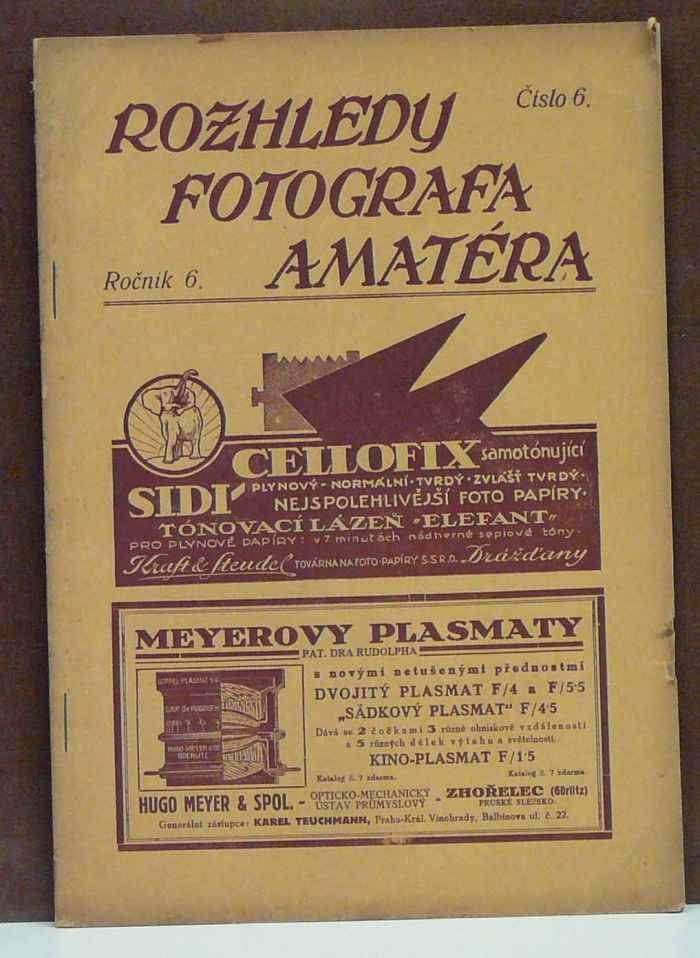 Číslo 6.
ROZHLEDY
FOTOGRAFA
AMATÉRA
Ročník 6.
CELLOFIX samotónující
SIDI
PLYNOVÝ - NORMÁLNÍ · TVRDÝ · ZVLÁŠŤ TVRDÝ·
NEJSPOLEHLIVĚJŠÍ FOTO PAPÍRY·
TÓNOVACÍ LÁZEŇ „ELEFANT"
PRO PLYNOVÉ PAPÍRY: v 7 minutách nádherné sepiové tóny.
Kraft & Steudel TOVÁRNA NA FOTO-PAPÍRY S.S R.O. Drážďany
MEYEROVY PLASMATY
PAT. DRA RUDOLPHA
s novými netušenými přednostmi
DVOJITÝ PLASMAT F/4 a F/5·5
„SÁDKOVÝ PLASMAT" F/4·5
Dává se 2 čočkami 3 různé ohniskové vzdálenosti
a 5 různých délek výtahu a světelností.
KINO-PLASMAT F/1·5
Katalog č. 7 zdarma. Katalog č. 7 zdarma.
HUGO MEYER & SPOL. - OPTICKO-MECHANICKÝ ÚSTAV PRŮMYSLOVÝ - ZHOŘELEC (Görlitz) PRUSKÉ SLEZSKO.
Generální zástupce: KAREL TEUCHMANN, Praha-Král. Vinohrady, Balbínova ul. č. 22.